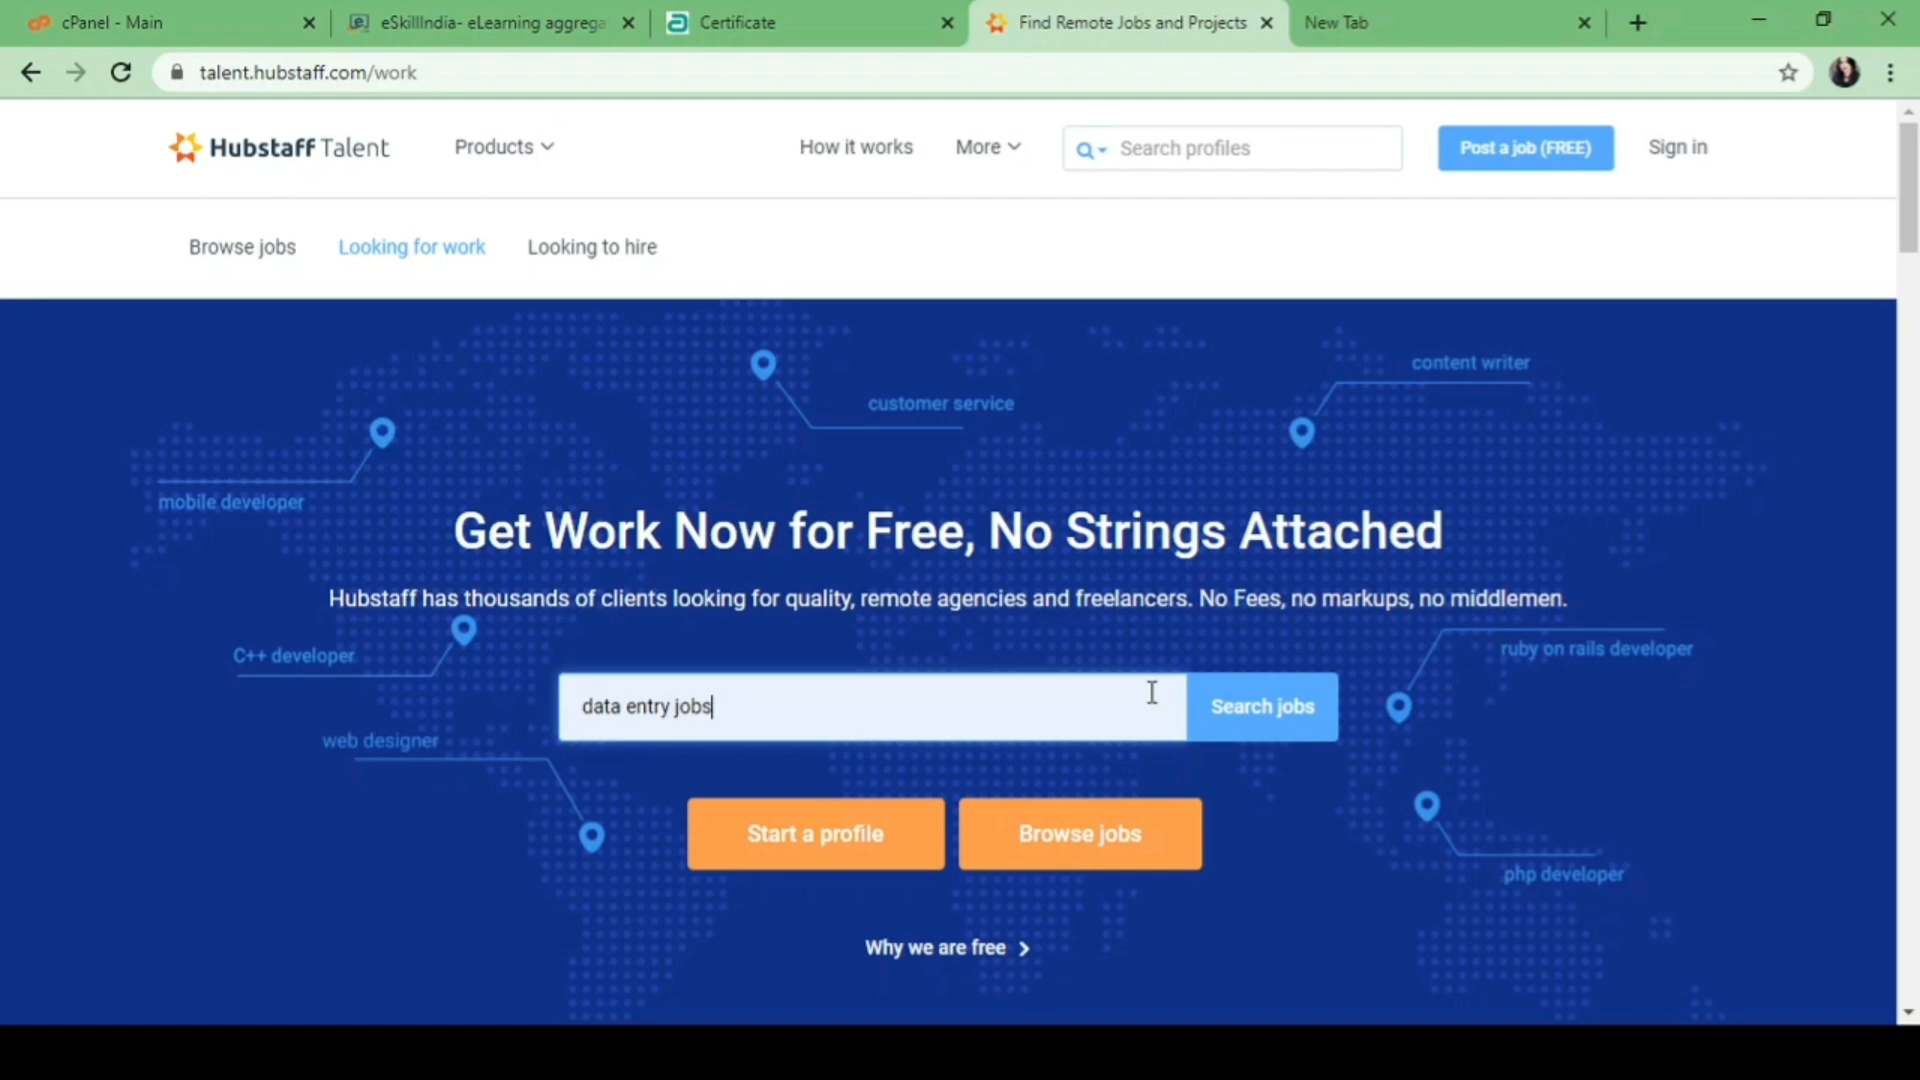 cPanel - Main
eSkillIndia- eLearning aggrega
Certificate
Find Remote Jobs and Projects
New Tab
talent.hubstaff.com/work
Hubstaff Talent
Products
How it works
More
Search profiles
Post a job (FREE)
Sign in
Browse jobs
Looking for work
Looking to hire
content writer
customer service
mobile developer
Get Work Now for Free, No Strings Attached
Hubstaff has thousands of clients looking for quality, remote agencies and freelancers. No Fees, no markups, no middlemen.
C++ developer
ruby on rails developer
data entry jobs
Search jobs
web designer
Start a profile
Browse jobs
php developer
Why we are free